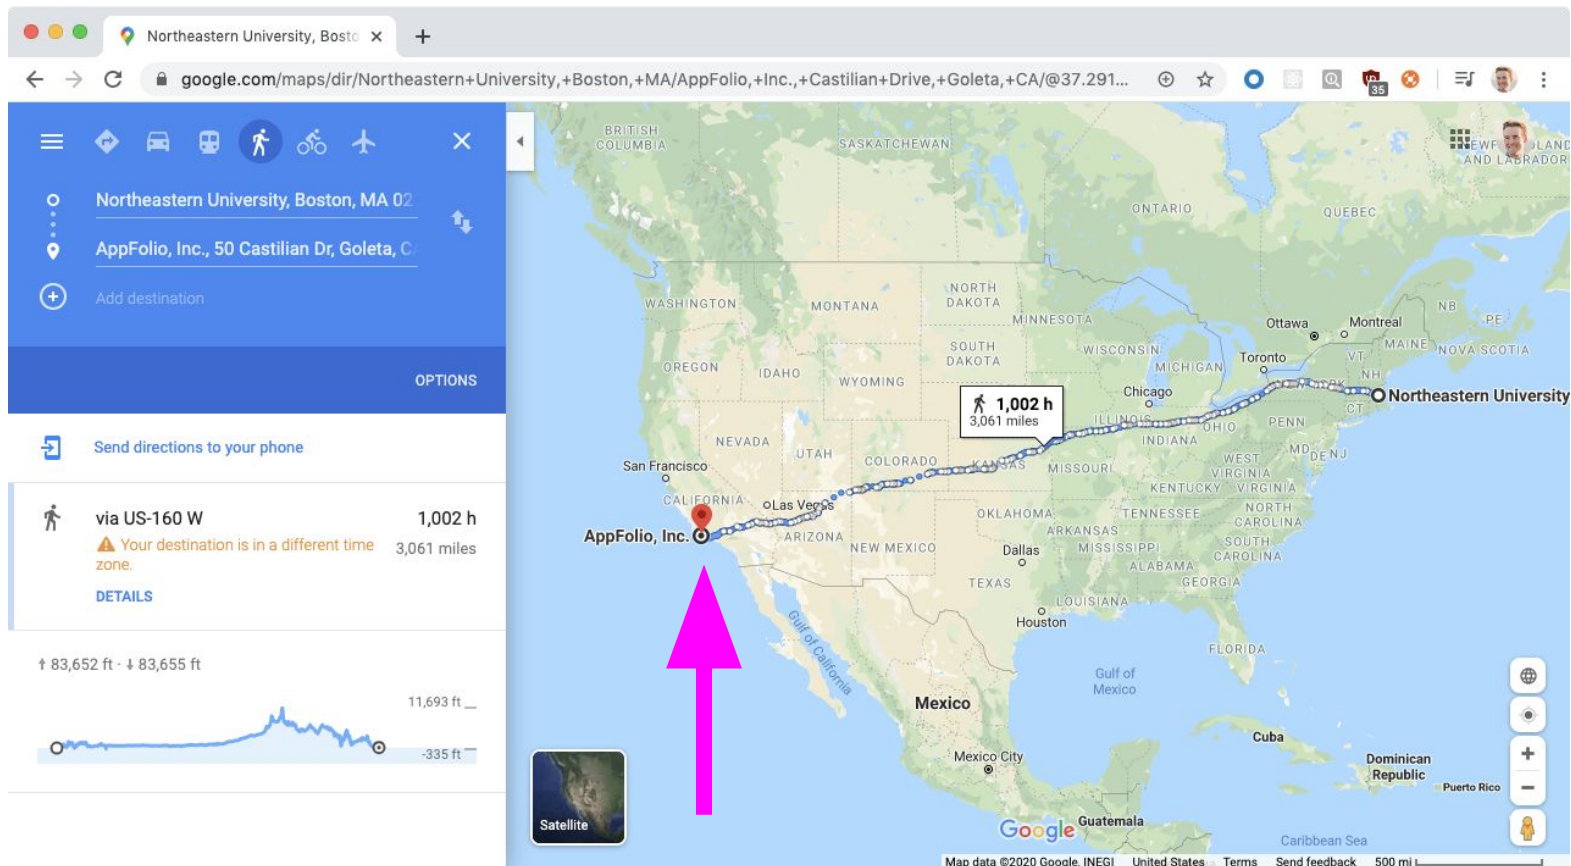 Northeastern University, Bosto
google.com/maps/dir/Northeastern+University,+Boston,+MA/AppFolio,+Inc.,+Castilian+Drive,+Goleta,+CA/@37.291...
35
Northeastern University, Boston, MA 02
AppFolio, Inc., 50 Castilian Dr, Goleta, C
Add destination
OPTIONS
Send directions to your phone
via US-160 W
1,002 h
Your destination is in a different time
3,061 miles
zone.
DETAILS
83,652 ft · 83,655 ft
11,693 ft
-335 ft
BRITISH
COLUMBIA
SASKATCHEWAN
AND LABRADOR
ONTARIO
QUEBEC
WASHINGTON
MONTANA
NORTH
DAKOTA
MINNESOTA
Ottawa
Montreal
NB
PE
OREGON
IDAHO
SOUTH
DAKOTA
WYOMING
WISCONSIN
MICHIGAN
Toronto
VT
MAINE
NOVA SCOTIA
NH
Chicago
Northeastern University
CT
1,002 h
3,061 miles
ILLINOIS
OHIO
PENN
INDIANA
NEVADA
UTAH
COLORADO
KANSAS
MISSOURI
WEST
VIRGINIA
MD
DE
NJ
San Francisco
KENTUCKY
VIRGINIA
CALIFORNIA
Las Vegas
OKLAHOMA
TENNESSEE
NORTH
CAROLINA
AppFolio, Inc.
ARIZONA
NEW MEXICO
ARKANSAS
SOUTH
CAROLINA
Dallas
MISSISSIPPI
ALABAMA
TEXAS
GEORGIA
LOUISIANA
Houston
Gulf of California
FLORIDA
Gulf of
Mexico
Mexico
Cuba
Mexico City
Dominican
Republic
Puerto Rico
Satellite
Google
Guatemala
Caribbean Sea
Map data ©2020 Google, INEGI United States Terms Send feedback 500 mi